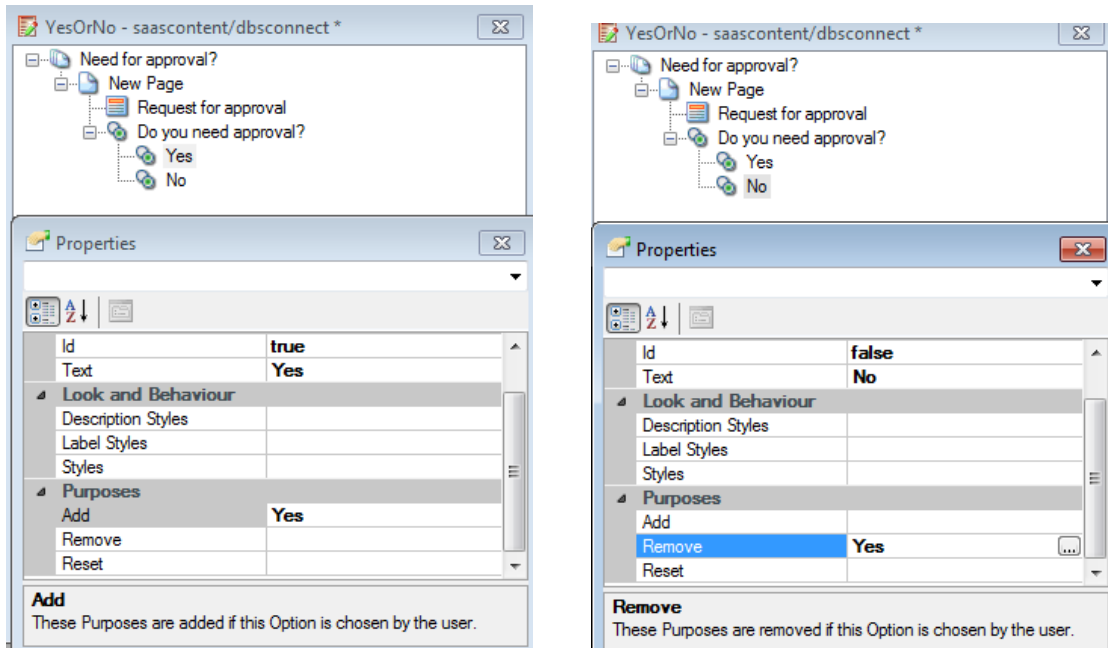 YesOrNo - saascontent/dbsconnect *
Need for approval?
New Page
Request for approval
Do you need approval?
Yes
No
Properties
A
Z
Id true
Text Yes
Look and Behaviour
Description Styles
Label Styles
Styles
Purposes
Add Yes
Remove
Reset
Add
These Purposes are added if this Option is chosen by the user.
YesOrNo - saascontent/dbsconnect *
Need for approval?
New Page
Request for approval
Do you need approval?
Yes
No
Properties
A
Z
Id false
Text No
Look and Behaviour
Description Styles
Label Styles
Styles
Purposes
Add
Remove Yes ...
Reset
Remove
These Purposes are removed if this Option is chosen by the user.